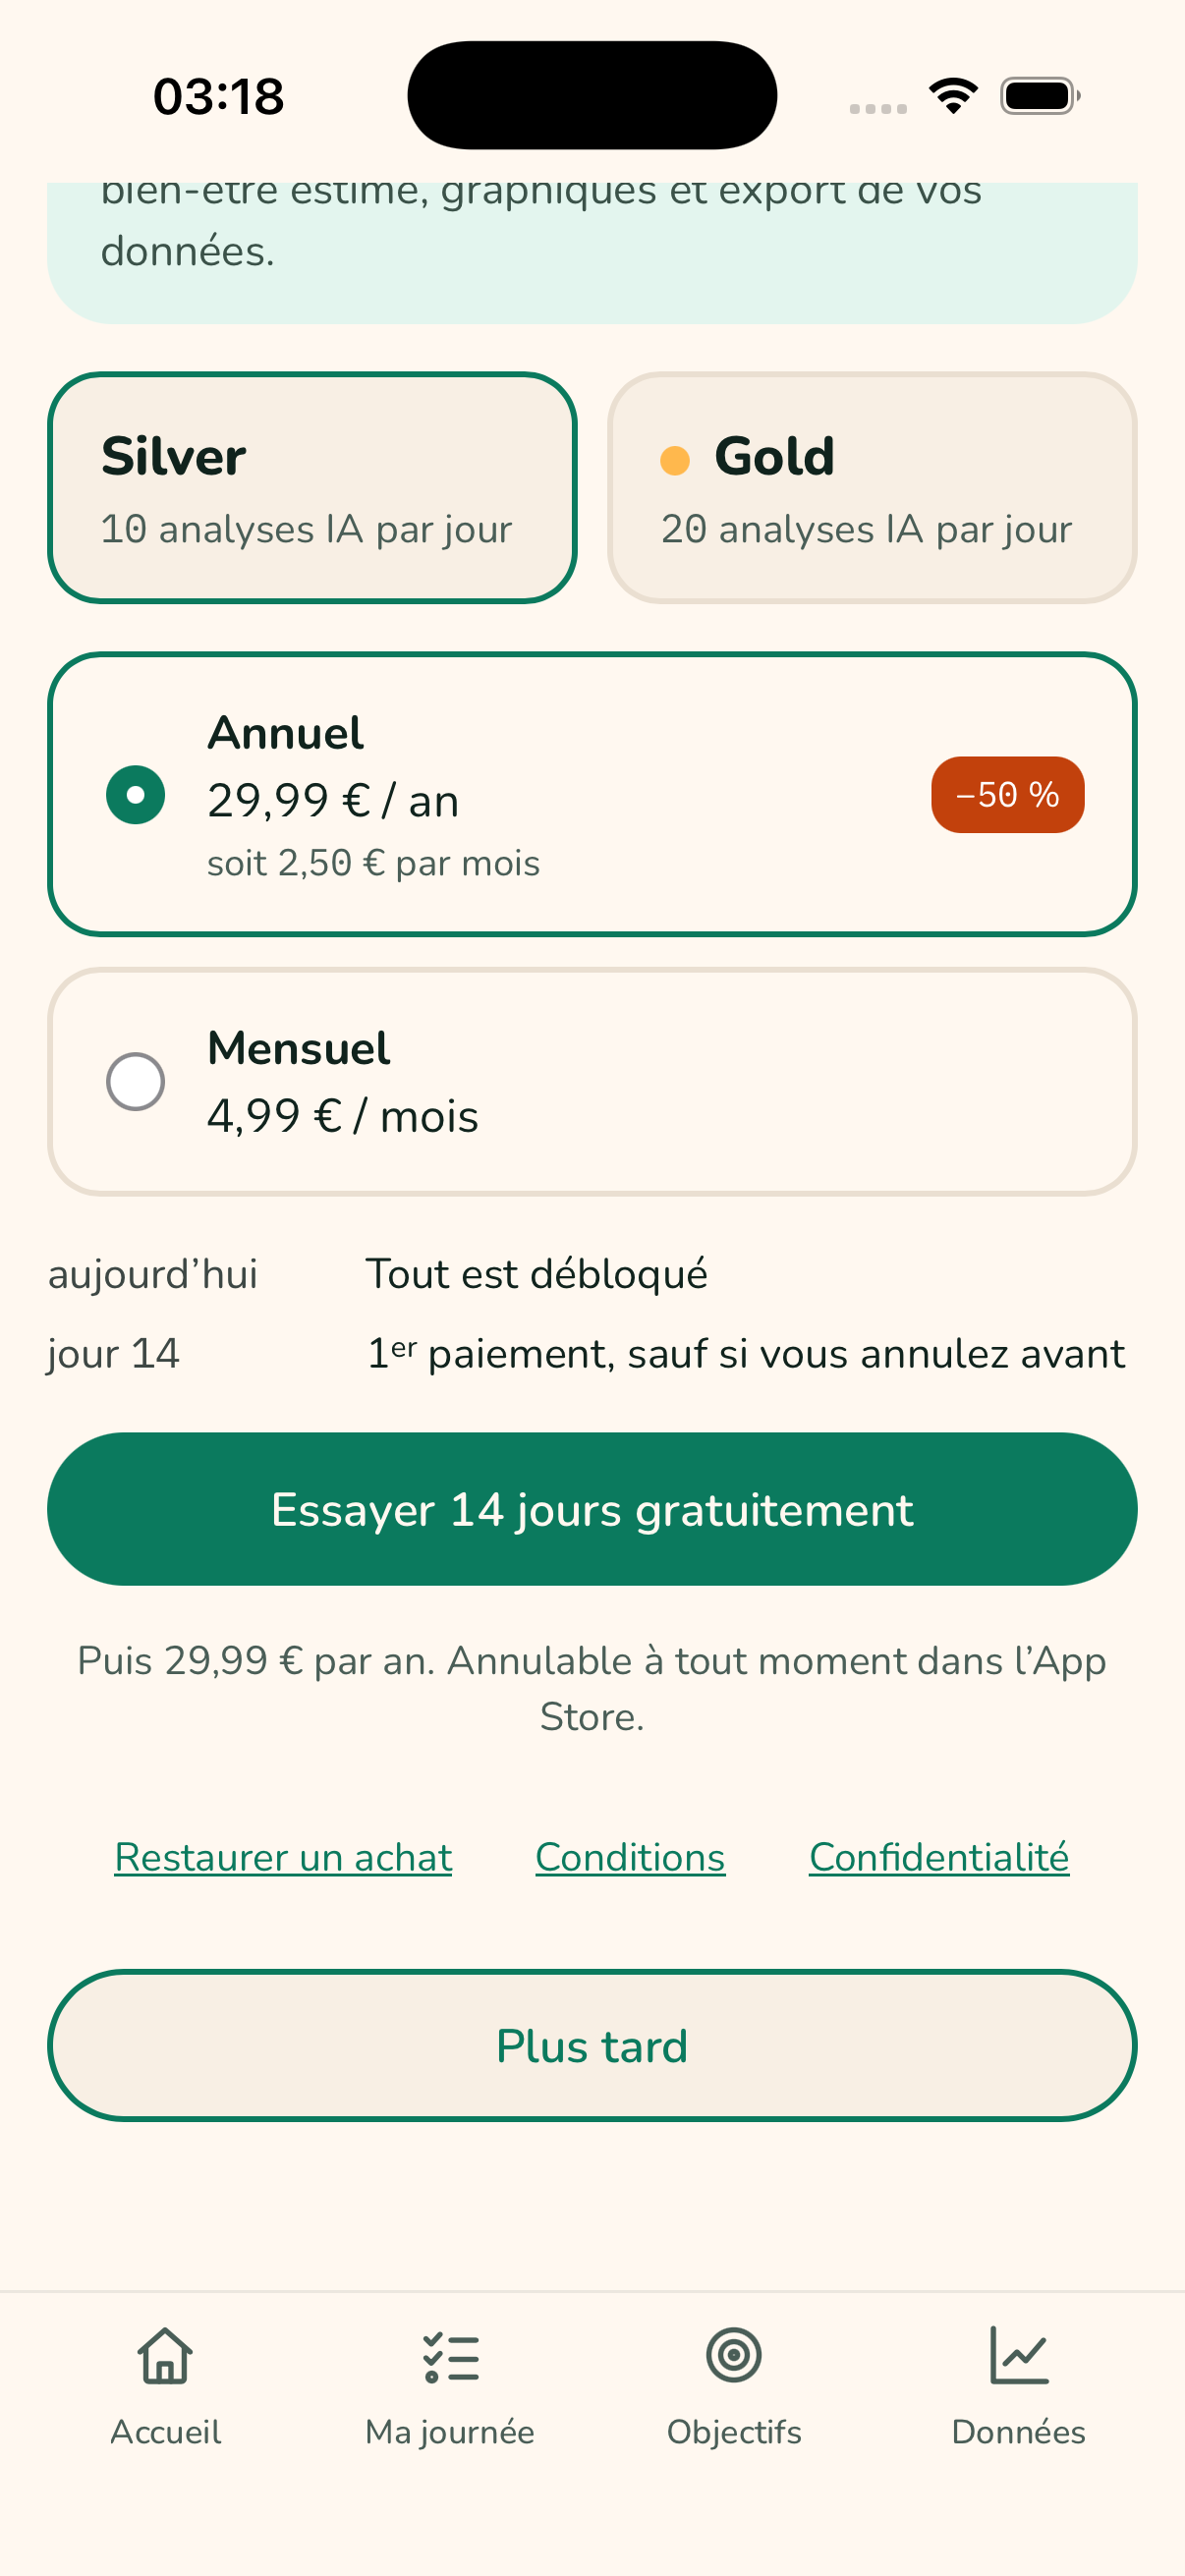 03:18
bien-être estimé, graphiques et export de vos
données.
Silver
10 analyses IA par jour
Gold
20 analyses IA par jour
Annuel
29,99 € / an
soit 2,50 € par mois
−50 %
Mensuel
4,99 € / mois
aujourd’hui
Tout est débloqué
jour 14
1ᵉʳ paiement, sauf si vous annulez avant
Essayer 14 jours gratuitement
Puis 29,99 € par an. Annulable à tout moment dans l’App
Store.
Restaurer un achat
Conditions
Confidentialité
Plus tard
Accueil
Ma journée
Objectifs
Données